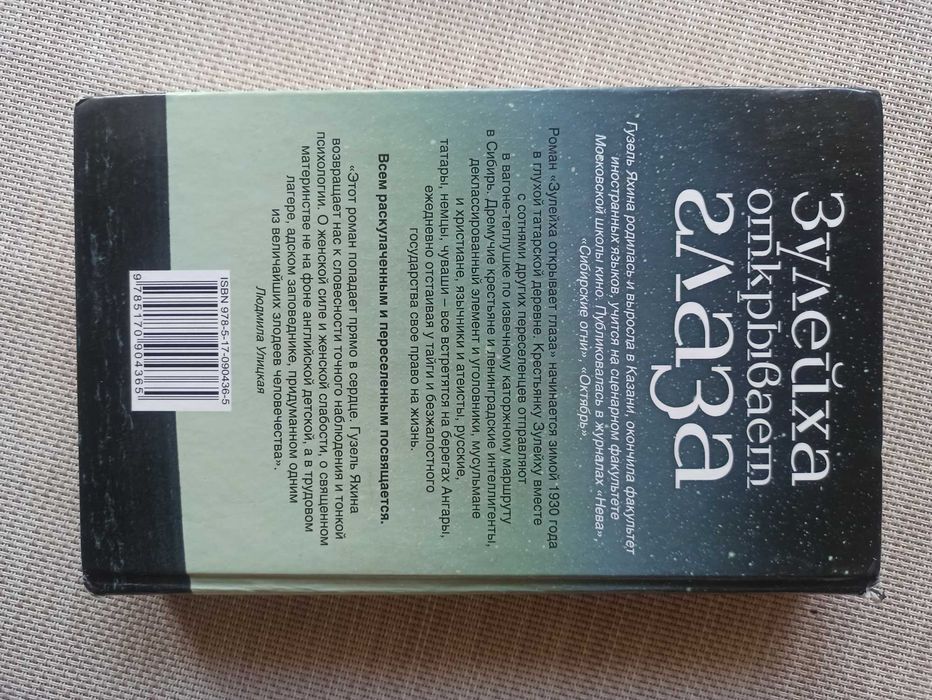 Зулейха
открывает
глаза
Гузель Яхина родилась и выросла в Казани, окончила факультет
иностранных языков, учится на сценарном факультете
Московской школы кино. Публиковалась в журналах «Нева»,
«Сибирские огни», «Октябрь».
Роман «Зулейха открывает глаза» начинается зимой 1930 года
в глухой татарской деревне. Крестьянку Зулейху вместе
с сотнями других переселенцев отправляют
в вагоне-теплушке по извечному каторжному маршруту
в Сибирь. Дремучие крестьяне и ленинградские интеллигенты,
деклассированный элемент и уголовники, мусульмане
и христиане, язычники и атеисты, русские,
татары, немцы, чуваши – все встретятся на берегах Ангары,
ежедневно отстаивая у тайги и безжалостного
государства свое право на жизнь.
Всем раскулаченным и переселенным посвящается.
«Этот роман попадает прямо в сердце. Гузель Яхина
возвращает нас к словесности точного наблюдения и тонкой
психологии. О женской силе и женской слабости, о священном
материнстве не на фоне английской детской, а в трудовом
лагере, адском заповеднике, придуманном одним
из величайших злодеев человечества».
Людмила Улицкая
ISBN 978-5-17-090436-5
9 785170 904365